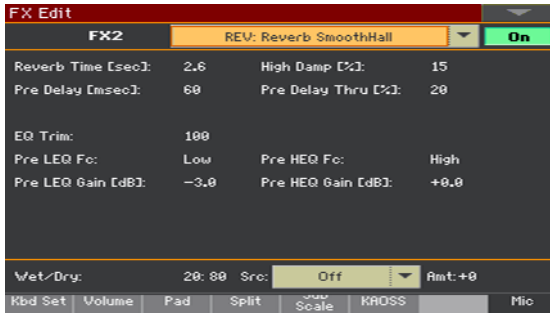 FX Edit
FX2 REV: Reverb SmoothHall On
Reverb Time [sec]: 2.6 High Damp [%]: 15
Pre Delay [msec]: 60 Pre Delay Thru [%]: 20
EQ Trim: 100
Pre LEQ Fc: Low Pre HEQ Fc: High
Pre LEQ Gain [dB]: -3.0 Pre HEQ Gain [dB]: +0.0
Wet/Dry: 20:80 Src: Off Amt:+0
Kbd Set Volume Pad Split Sub Scale KAOSS Mic